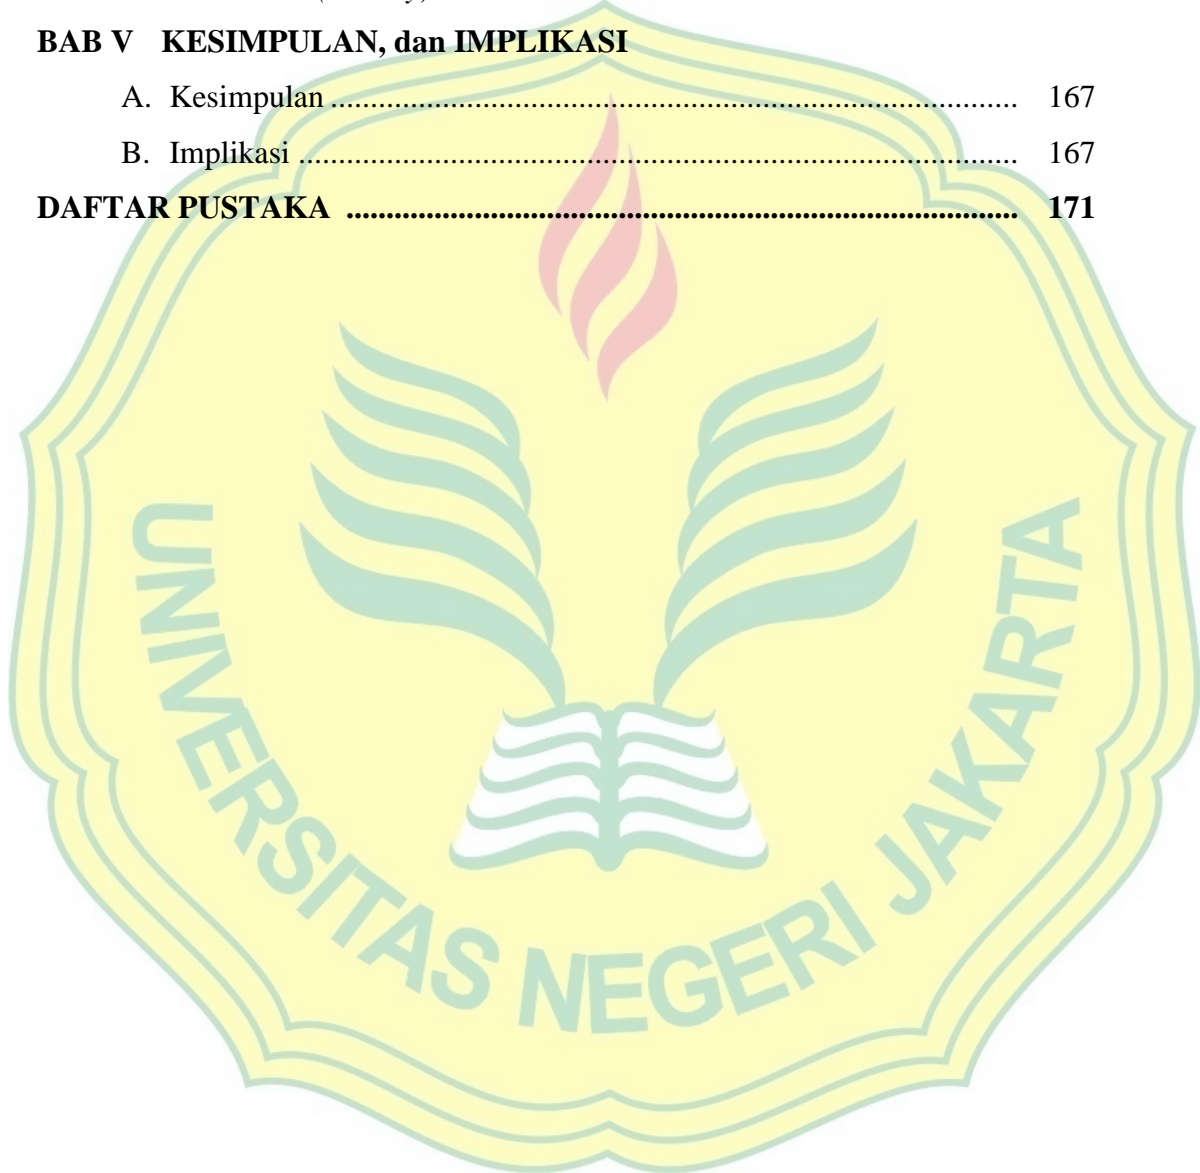 BAB V KESIMPULAN, dan IMPLIKASI
A. Kesimpulan ........................................................................................ 167
B. Implikasi ............................................................................................ 167
DAFTAR PUSTAKA ..................................................................................... 171
UNIVERSITAS NEGERI JAKARTA